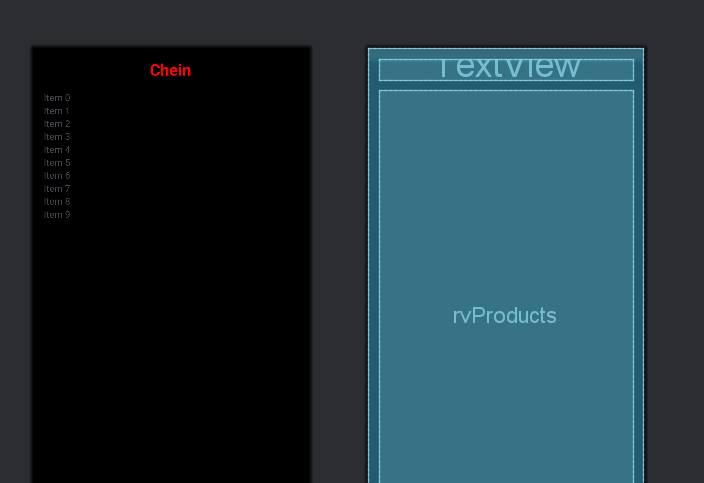 Chein
Item 0
Item 1
Item 2
Item 3
Item 4
Item 5
Item 6
Item 7
Item 8
Item 9
TextView
rvProducts